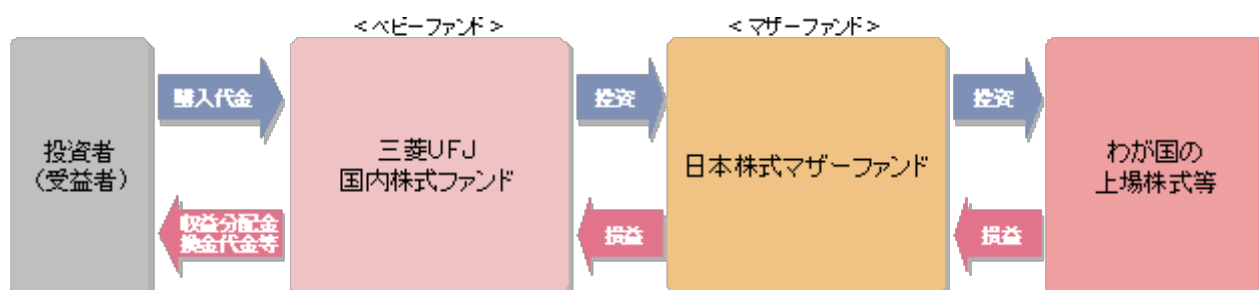 <ベビーファンド>
<マザーファンド>
購入代金
投資
投資
投資者
(受益者)
三菱UFJ
国内株式ファンド
日本株式マザーファンド
わが国の
上場株式等
収益分配金
換金代金等
損益
損益